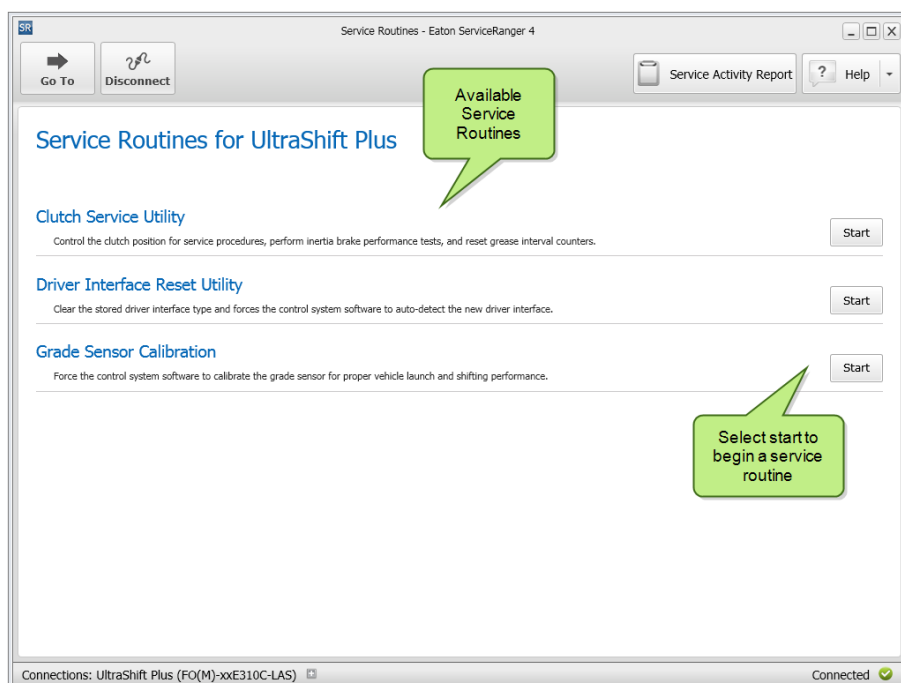 SR
Service Routines - Eaton ServiceRanger 4
Go To
Disconnect
Service Activity Report
?
Help
Available
Service
Routines
Service Routines for UltraShift Plus
Clutch Service Utility
Control the clutch position for service procedures, perform inertia brake performance tests, and reset grease interval counters.
Start
Driver Interface Reset Utility
Clear the stored driver interface type and forces the control system software to auto-detect the new driver interface.
Start
Grade Sensor Calibration
Force the control system software to calibrate the grade sensor for proper vehicle launch and shifting performance.
Start
Select start to
begin a service
routine
Connections: UltraShift Plus (FO(M)-xxE310C-LAS)
Connected